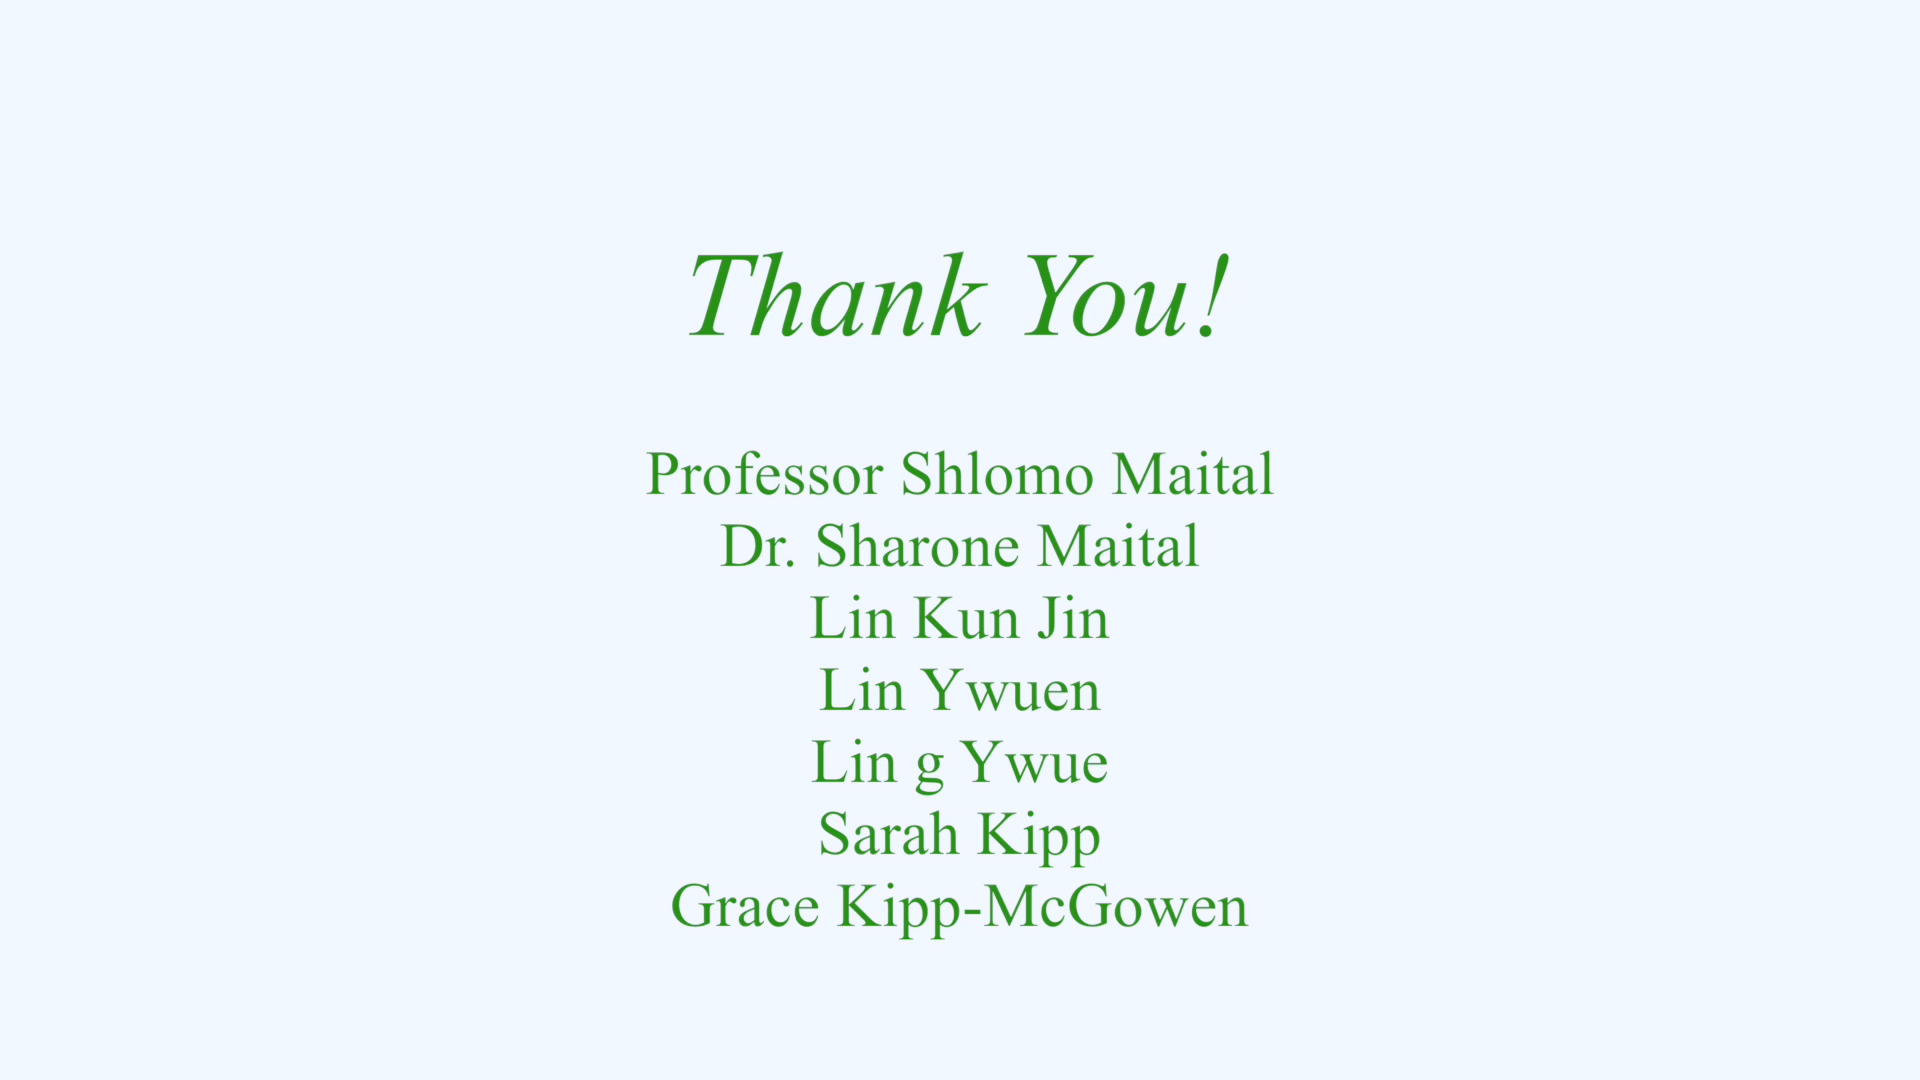 Thank You!
Professor Shlomo Maital
Dr. Sharone Maital
Lin Kun Jin
Lin Ywuen
Lin g Ywue
Sarah Kipp
Grace Kipp-McGowen